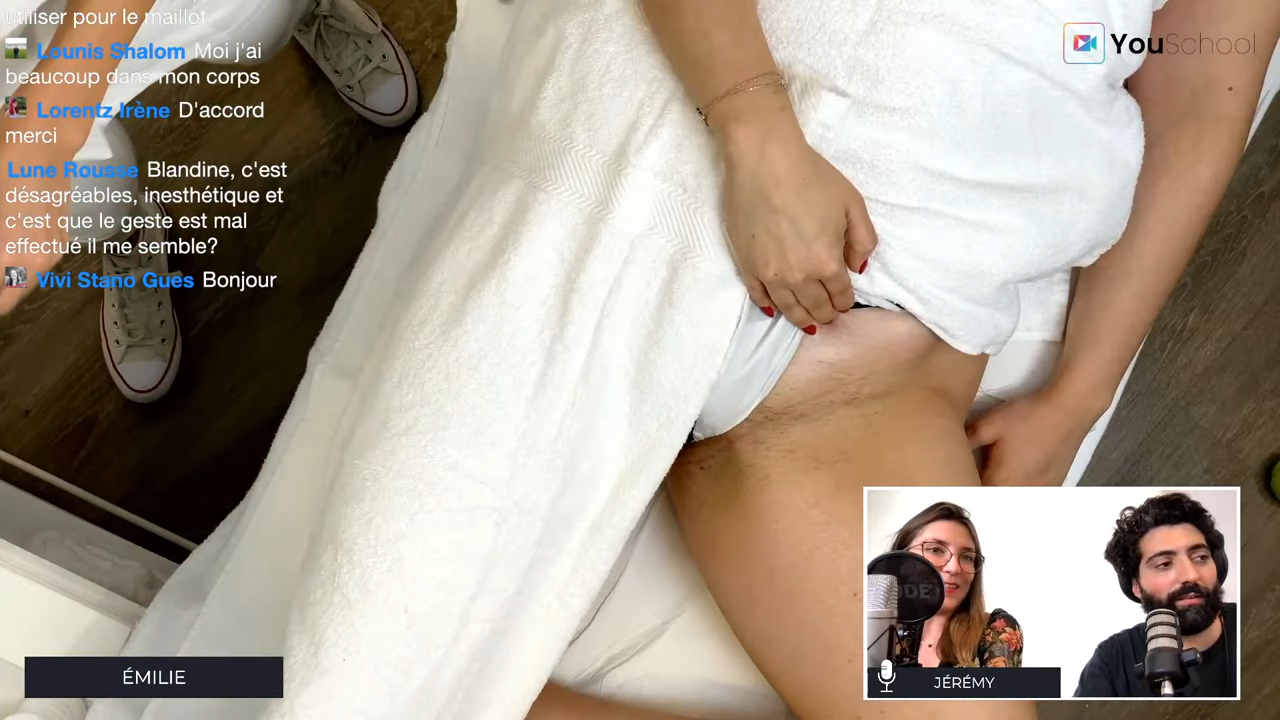 utiliser pour le maillot
Lounis Shalom Moi j'ai
beaucoup dans mon corps
Lorentz Irène D'accord
merci
Lune Rousse Blandine, c'est
désagréables, inesthétique et
c'est que le geste est mal
effectué il me semble?
Vivi Stano Gues Bonjour
YouSchool
ÉMILIE
JÉRÉMY